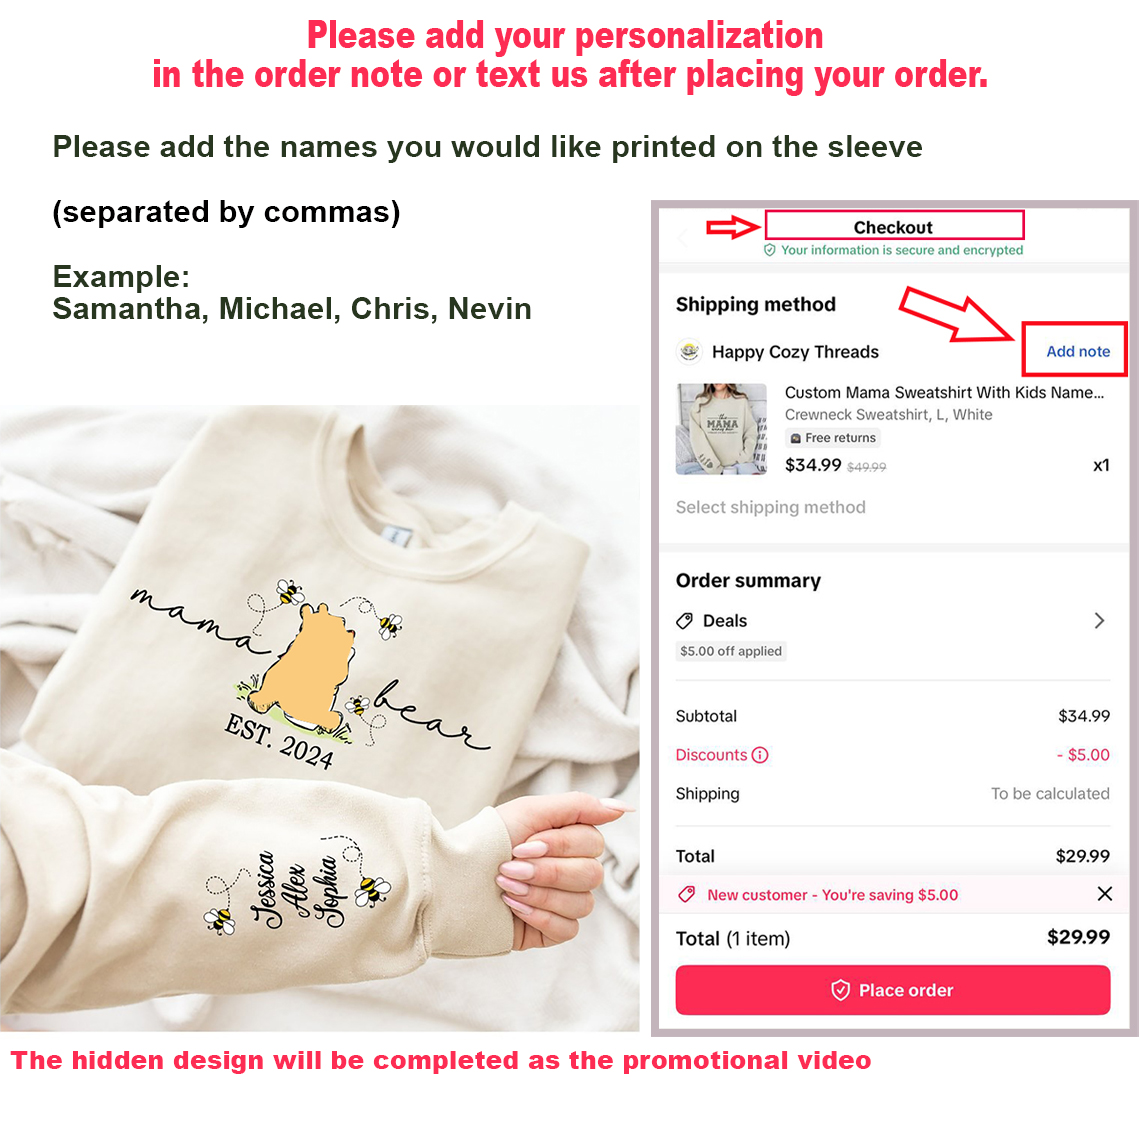 Please add your personalization
in the order note or text us after placing your order.
Please add the names you would like printed on the sleeve
(separated by commas)
Example:
Samantha, Michael, Chris, Nevin
mama
bear
EST. 2024
Jessica
Alex
Sophia
Checkout
Your information is secure and encrypted
Shipping method
Happy Cozy Threads
Add note
Custom Mama Sweatshirt With Kids Name...
Crewneck Sweatshirt, L, White
MAMA
Free returns
$34.99 $49.99
x1
Select shipping method
Order summary
Deals
$5.00 off applied
Subtotal $34.99
Discounts - $5.00
Shipping To be calculated
Total $29.99
New customer - You're saving $5.00
Total (1 item) $29.99
Place order
The hidden design will be completed as the promotional video